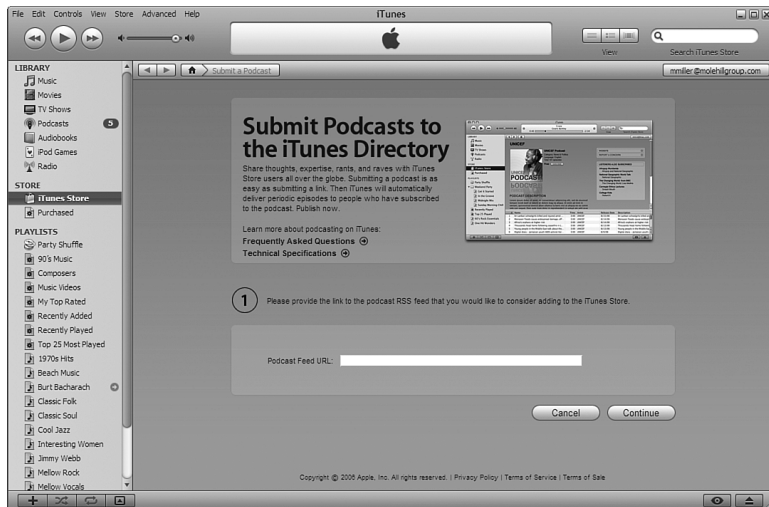 File Edit Controls View Store Advanced Help
iTunes
View
Search iTunes Store
LIBRARY
Music
Movies
TV Shows
Podcasts 5
Audiobooks
iPod Games
Radio
STORE
iTunes Store
Purchased
PLAYLISTS
Party Shuffle
90's Music
Composers
Music Videos
My Top Rated
Recently Added
Recently Played
Top 25 Most Played
1970s Hits
Beach Music
Burt Bacharach
Classic Folk
Classic Soul
Cool Jazz
Interesting Women
Jimmy Webb
Mellow Rock
Mellow Vocals
Submit a Podcast
mmiller@molehillgroup.com
Submit Podcasts to
the iTunes Directory
Share thoughts, expertise, rants, and raves with iTunes
Store users all over the globe. Submitting a podcast is as
easy as submitting a link. Then iTunes will automatically
deliver periodic episodes to people who have subscribed
to the podcast. Publish now.
Learn more about podcasting on iTunes:
Frequently Asked Questions
Technical Specifications
UNICEF
PODCAST
1 Please provide the link to the podcast RSS feed that you would like to consider adding to the iTunes Store.
Podcast Feed URL:
Cancel Continue
Copyright © 2005 Apple, Inc. All rights reserved. | Privacy Policy | Terms of Service | Terms of Sale